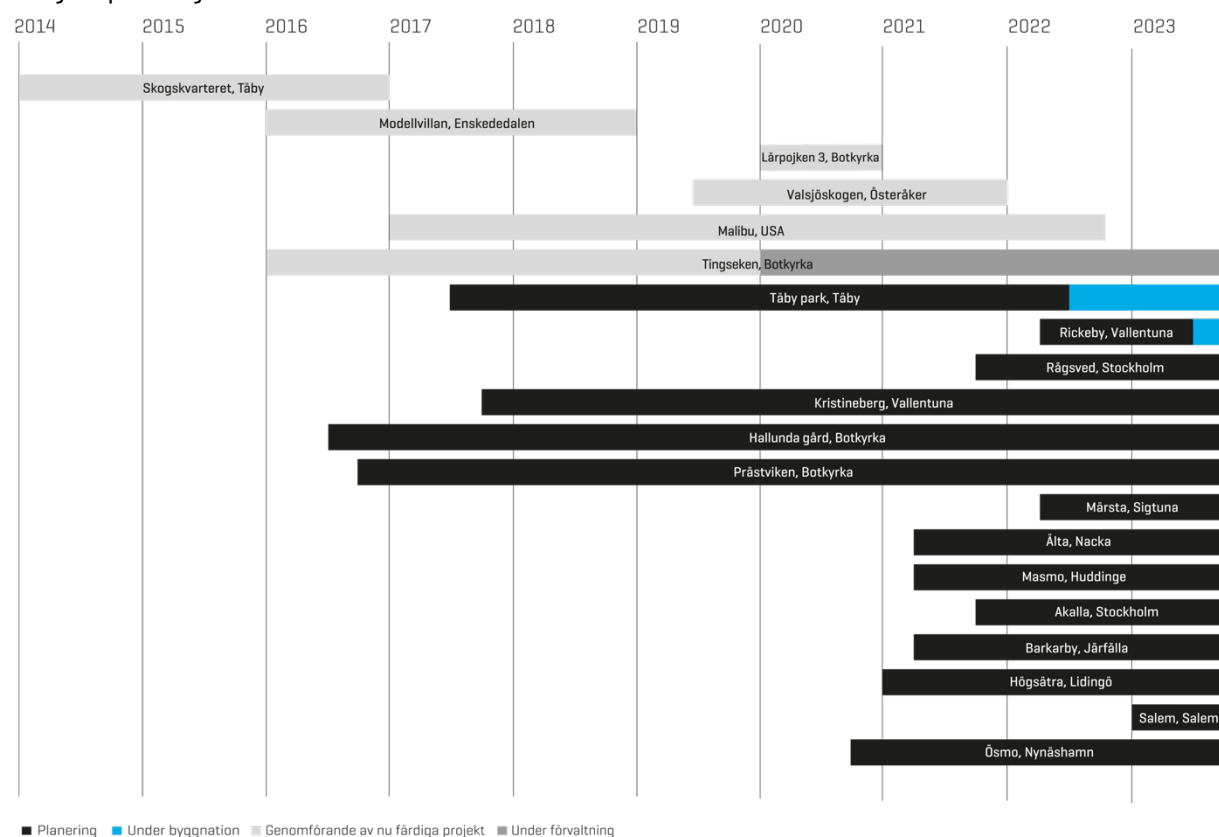 2014 2015 2016 2017 2018 2019 2020 2021 2022 2023
Skogskvarteret, Täby
Modellvillan, Enskededalen
Lärpojken 3, Botkyrka
Valsjöskogen, Österåker
Malibu, USA
Tingseken, Botkyrka
Täby park, Täby
Rickeby, Vallentuna
Rågsved, Stockholm
Kristineberg, Vallentuna
Hallunda gård, Botkyrka
Prästviken, Botkyrka
Märsta, Sigtuna
Älta, Nacka
Masmo, Huddinge
Akalla, Stockholm
Barkarby, Järfälla
Högsätra, Lidingö
Salem, Salem
Ösmo, Nynäshamn
Planering Under byggnation Genomförande av nu färdiga projekt Under förvaltning